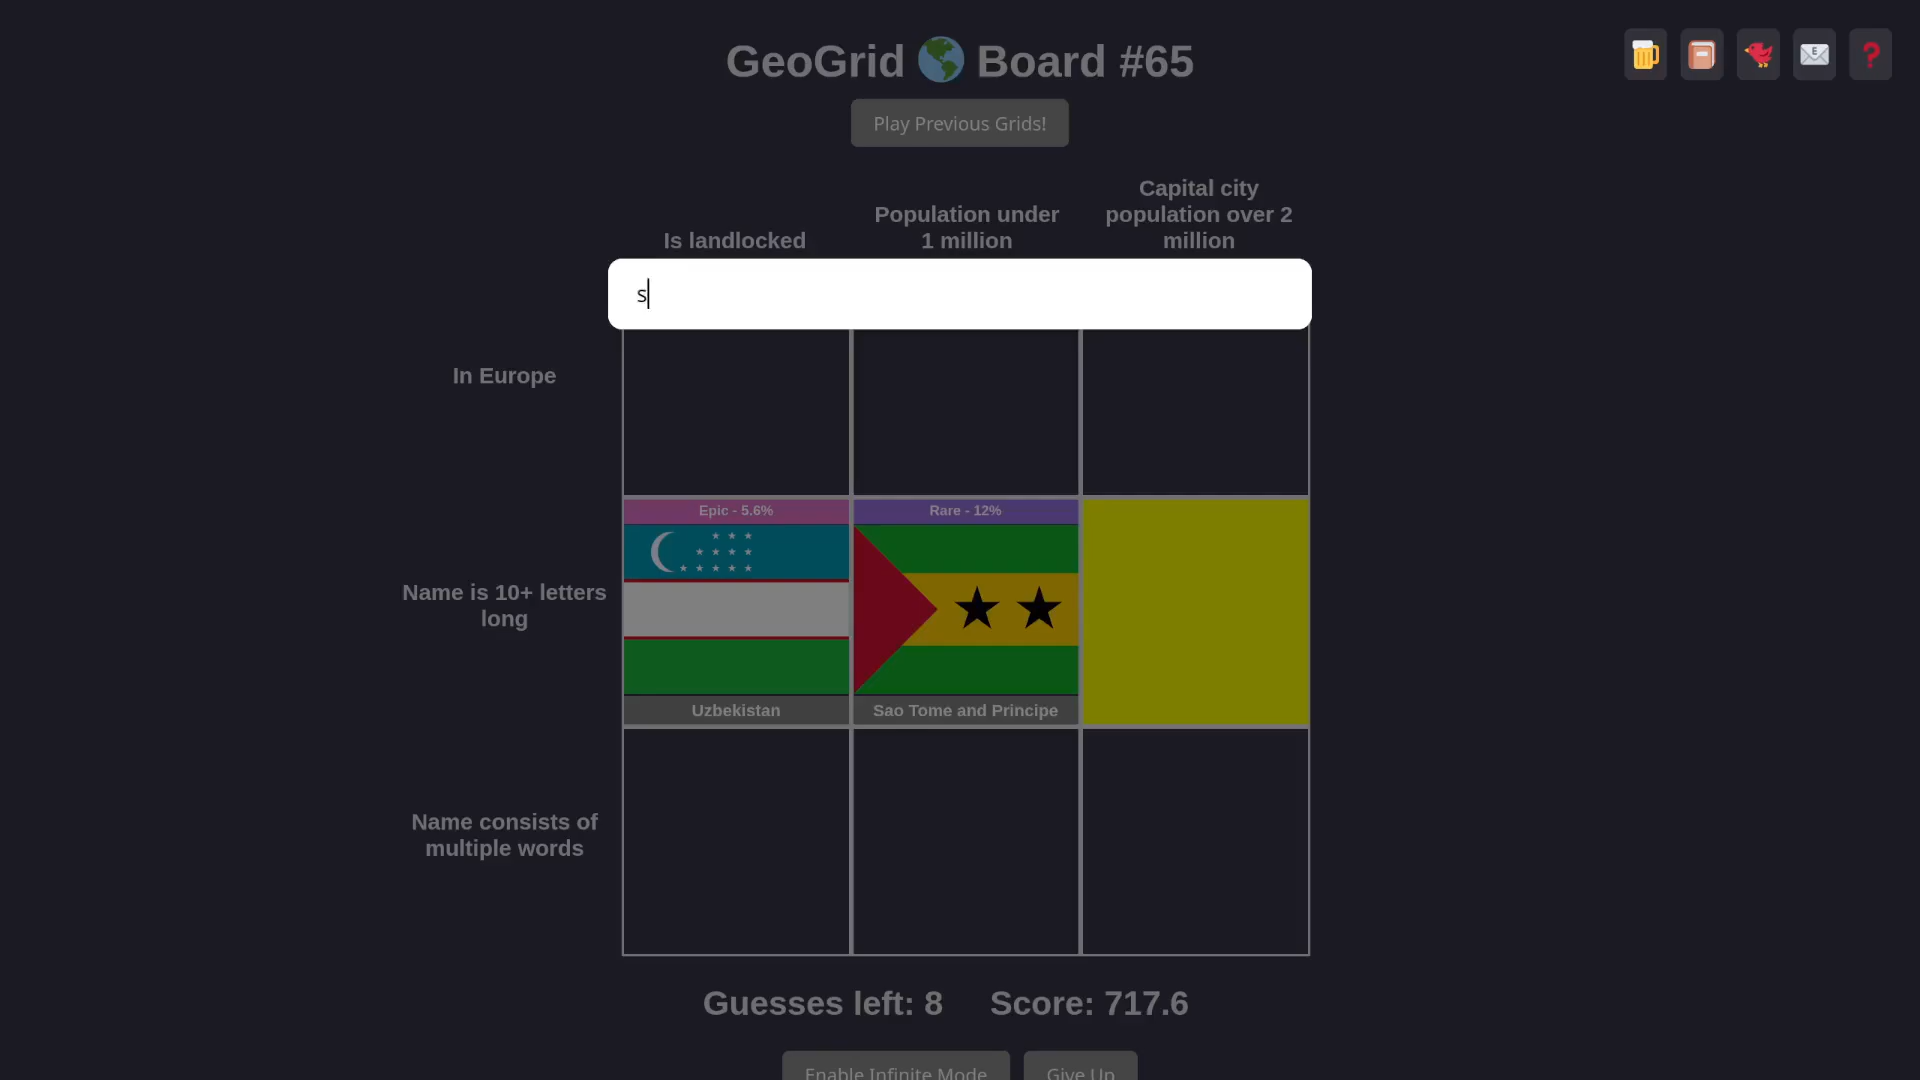 GeoGrid Board #65
Play Previous Grids!
Is landlocked
Population under
1 million
Capital city
population over 2
million
s
In Europe
Epic - 5.6%
Rare - 12%
Name is 10+ letters
long
Uzbekistan
Sao Tome and Principe
Name consists of
multiple words
Guesses left: 8
Score: 717.6
Enable Infinite Mode
Give Up